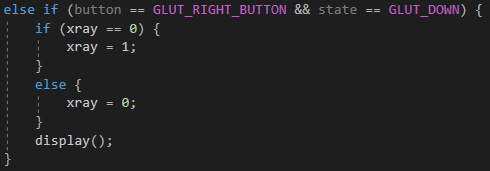 else if (button == GLUT_RIGHT_BUTTON && state == GLUT_DOWN) {
if (xray == 0) {
xray = 1;
}
else {
xray = 0;
}
display();
}